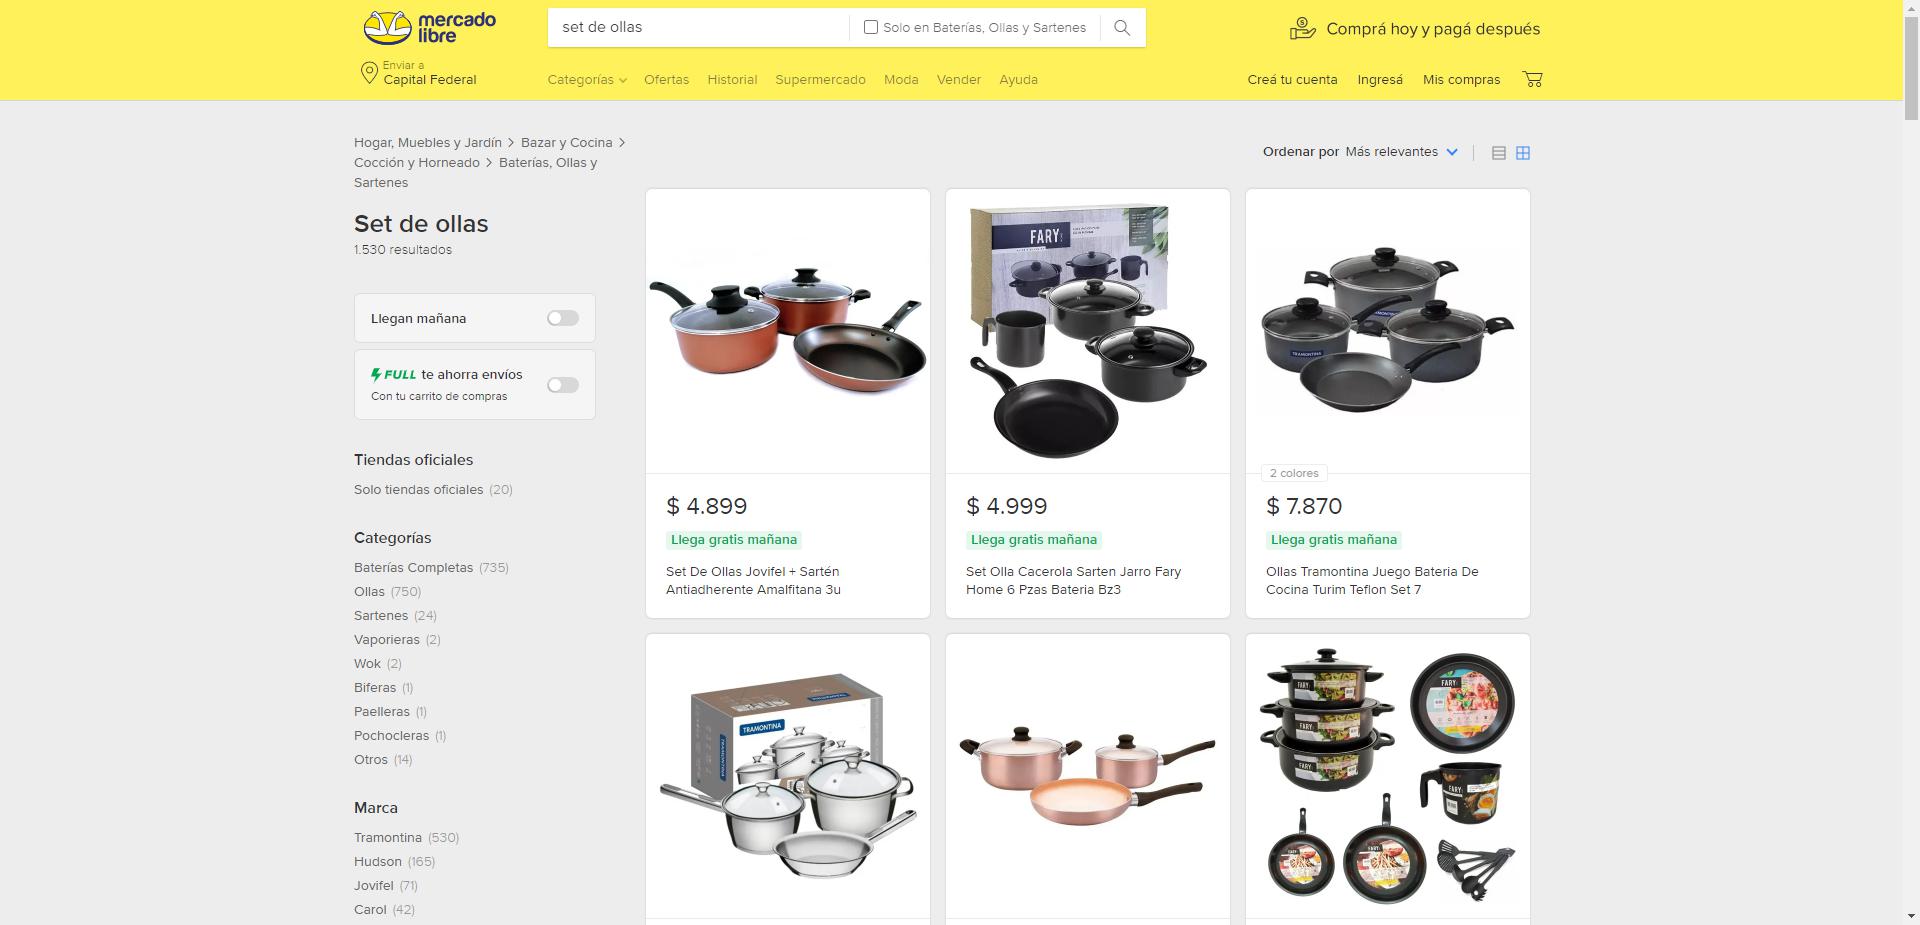 mercado
libre
set de ollas
Solo en Baterías, Ollas y Sartenes
Comprá hoy y pagá después
Enviar a
Capital Federal
Categorías
Ofertas
Historial
Supermercado
Moda
Vender
Ayuda
Creá tu cuenta
Ingresá
Mis compras
Hogar, Muebles y Jardín > Bazar y Cocina >
Cocción y Horneado > Baterías, Ollas y
Sartenes
Ordenar por Más relevantes
Set de ollas
1.530 resultados
Llegan mañana
FULL te ahorra envíos
Con tu carrito de compras
Tiendas oficiales
Solo tiendas oficiales (20)
Categorías
Baterías Completas (735)
Ollas (750)
Sartenes (24)
Vaporieras (2)
Wok (2)
Biferas (1)
Paelleras (1)
Pochocleras (1)
Otros (14)
Marca
Tramontina (530)
Hudson (165)
Jovifel (71)
Carol (42)
$ 4.899
Llega gratis mañana
Set De Ollas Jovifel + Sartén
Antiadherente Amalfitana 3u
FARY
$ 4.999
Llega gratis mañana
Set Olla Cacerola Sarten Jarro Fary
Home 6 Pzas Bateria Bz3
TRAMONTINA
2 colores
$ 7.870
Llega gratis mañana
Ollas Tramontina Juego Bateria De
Cocina Turim Teflon Set 7
TRAMONTINA
TRAMONTINA
FARY
FARY
FARY
FARY
FARY
FARY